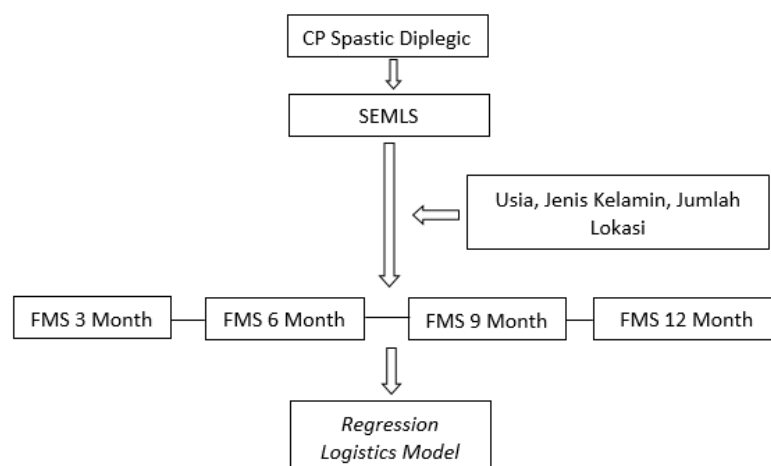 CP Spastic Diplegic
SEMLS
Usia, Jenis Kelamin, Jumlah
Lokasi
FMS 3 Month
FMS 6 Month
FMS 9 Month
FMS 12 Month
Regression
Logistics Model